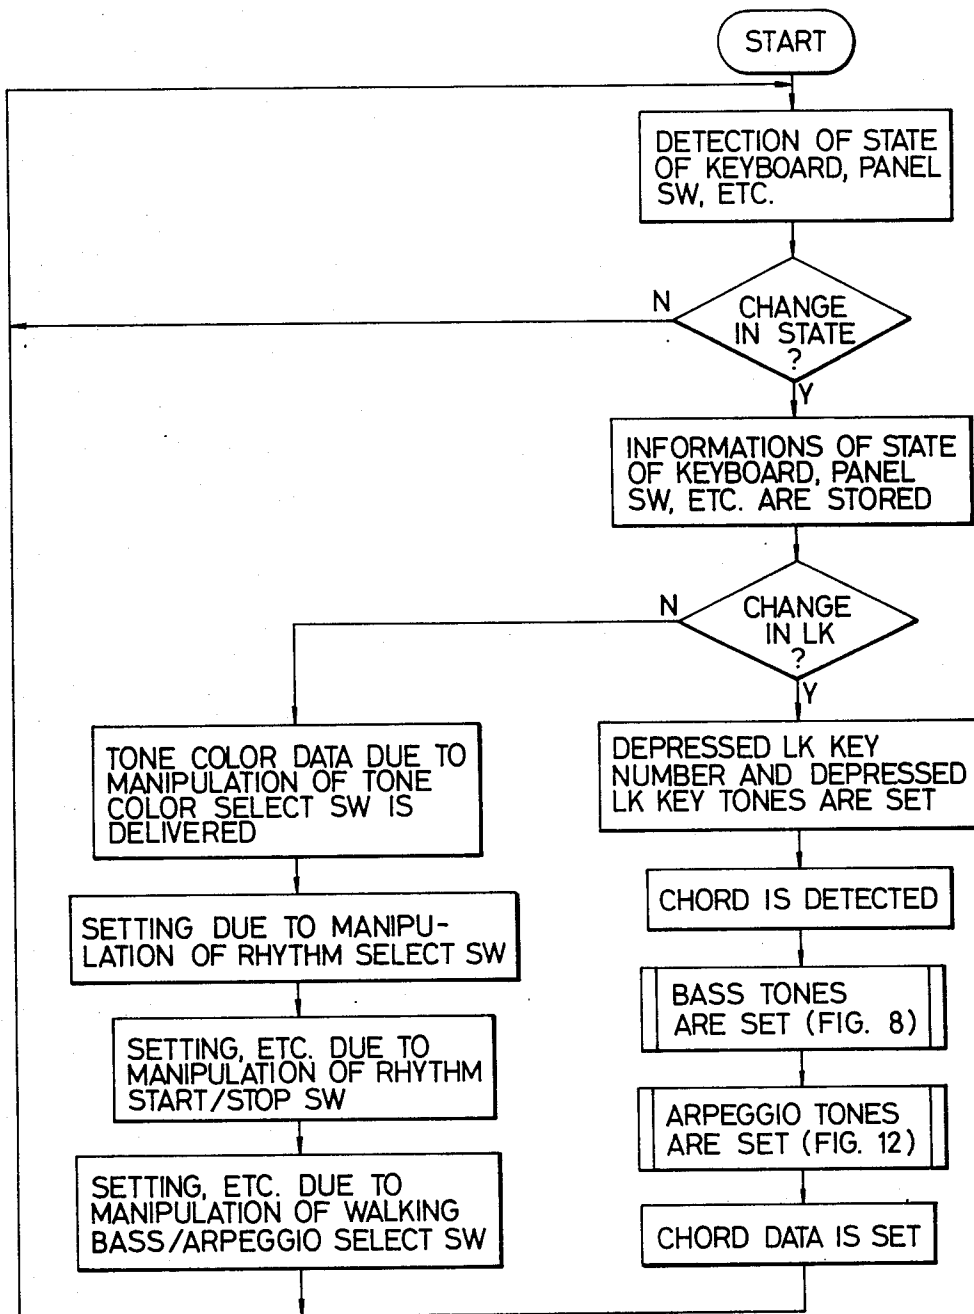 START
DETECTION OF STATE
OF KEYBOARD, PANEL
SW, ETC.
N
CHANGE
IN STATE
?
Y
INFORMATIONS OF STATE
OF KEYBOARD, PANEL
SW, ETC. ARE STORED
N
CHANGE
IN LK
?
Y
TONE COLOR DATA DUE TO
MANIPULATION OF TONE
COLOR SELECT SW IS
DELIVERED
SETTING DUE TO MANIPU-
LATION OF RHYTHM SELECT SW
SETTING, ETC. DUE TO
MANIPULATION OF RHYTHM
START/STOP SW
SETTING, ETC. DUE TO
MANIPULATION OF WALKING
BASS/ARPEGGIO SELECT SW
DEPRESSED LK KEY
NUMBER AND DEPRESSED
LK KEY TONES ARE SET
CHORD IS DETECTED
BASS TONES
ARE SET (FIG. 8)
ARPEGGIO TONES
ARE SET (FIG. 12)
CHORD DATA IS SET